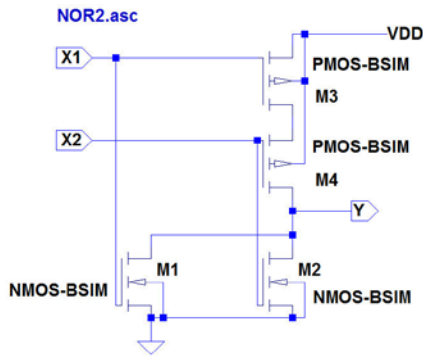 NOR2.asc
VDD
X1
PMOS-BSIM
M3
X2
PMOS-BSIM
M4
Y
M1
M2
NMOS-BSIM
NMOS-BSIM